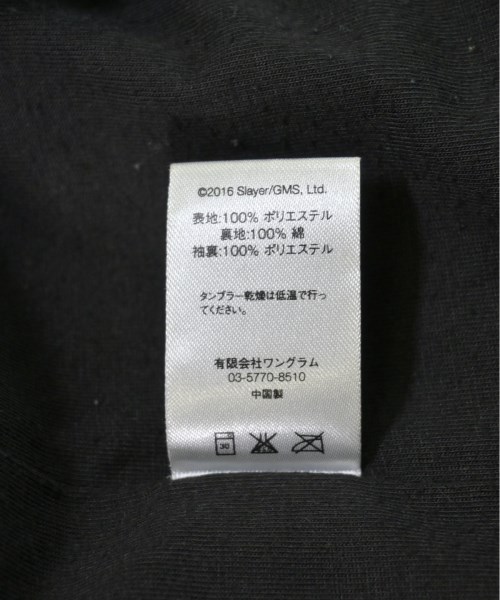 ©2016 Slayer/GMS, Ltd.
表地:100% ポリエステル
裏地:100% 綿
袖裏:100% ポリエステル
タンブラー乾燥は低温で行っ
てください。
有限会社ワングラム
03-5770-8510
中国製
30